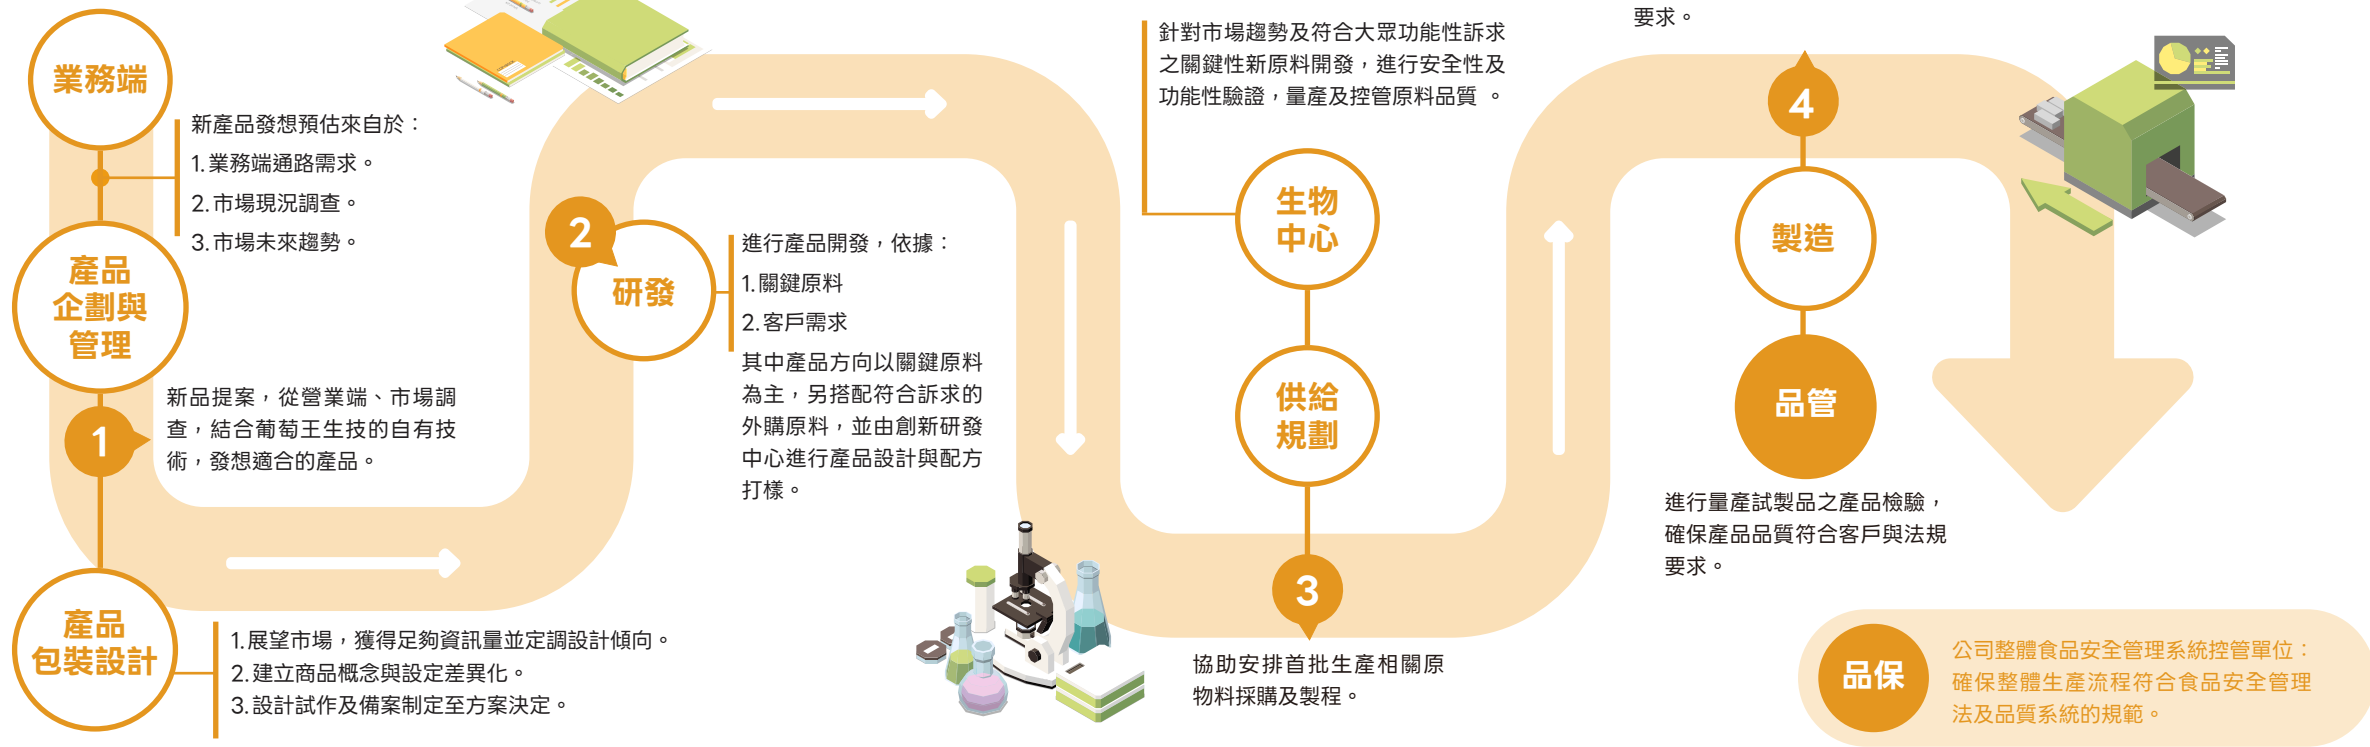 業務端
新產品發想預估來自於：
1.業務端通路需求。
2.市場現況調查。
3.市場未來趨勢。
產品
企劃與
管理
1
新品提案，從營業端、市場調
查，結合葡萄王生技的自有技
術，發想適合的產品。
產品
包裝設計
1.展望市場，獲得足夠資訊量並定調設計傾向。
2.建立商品概念與設定差異化。
3.設計試作及備案制定至方案決定。
2
研發
進行產品開發，依據：
1.關鍵原料
2.客戶需求
其中產品方向以關鍵原料
為主，另搭配符合訴求的
外購原料，並由創新研發
中心進行產品設計與配方
打樣。
針對市場趨勢及符合大眾功能性訴求
之關鍵性新原料開發，進行安全性及
功能性驗證，量產及控管原料品質 。
生物
中心
供給
規劃
3
協助安排首批生產相關原
物料採購及製程。
要求。
4
製造
品管
進行量產試製品之產品檢驗，
確保產品品質符合客戶與法規
要求。
品保
公司整體食品安全管理系統控管單位：
確保整體生產流程符合食品安全管理
法及品質系統的規範。